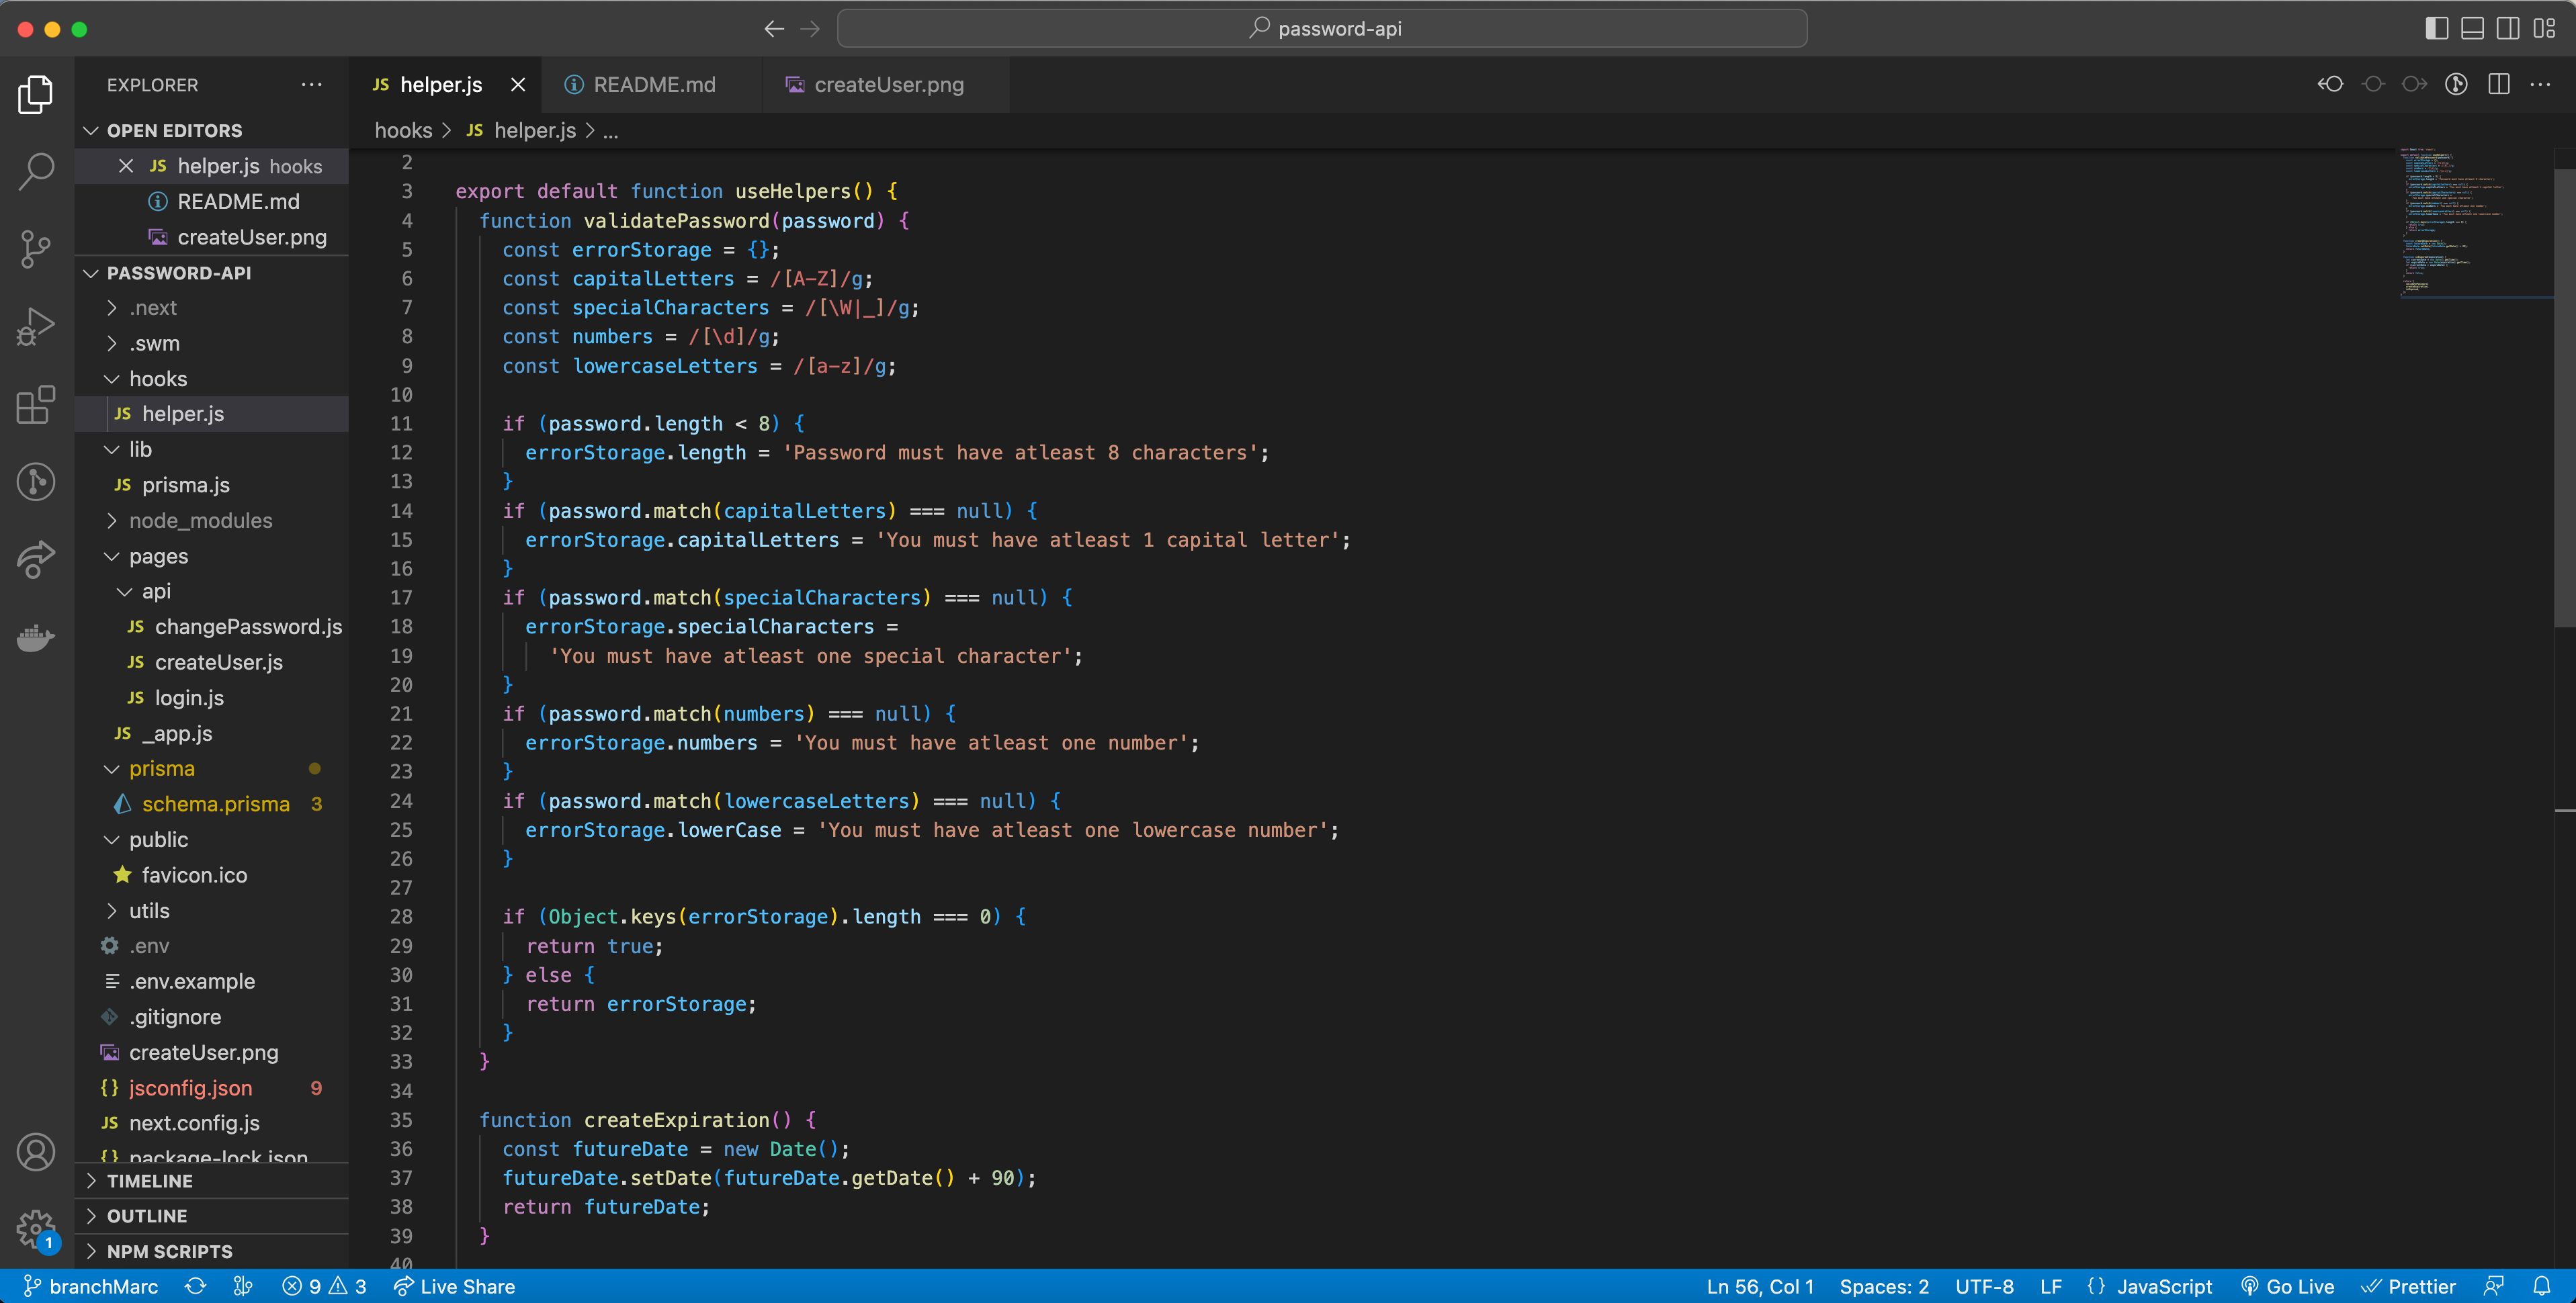 password-api
EXPLORER
OPEN EDITORS
helper.js hooks
README.md
createUser.png
PASSWORD-API
.next
.swm
hooks
JS helper.js
lib
JS prisma.js
node_modules
pages
api
JS changePassword.js
JS createUser.js
JS login.js
JS _app.js
prisma
schema.prisma 3
public
favicon.ico
utils
.env
.env.example
.gitignore
createUser.png
{} jsconfig.json 9
JS next.config.js
{} package-lock.json
TIMELINE
OUTLINE
NPM SCRIPTS
1
JS helper.js
README.md
createUser.png
hooks > JS helper.js > ...
2
3 export default function useHelpers() {
4 function validatePassword(password) {
5 const errorStorage = {};
6 const capitalLetters = /[A-Z]/g;
7 const specialCharacters = /[\W|_]/g;
8 const numbers = /[\d]/g;
9 const lowercaseLetters = /[a-z]/g;
10
11 if (password.length < 8) {
12 errorStorage.length = 'Password must have atleast 8 characters';
13 }
14 if (password.match(capitalLetters) === null) {
15 errorStorage.capitalLetters = 'You must have atleast 1 capital letter';
16 }
17 if (password.match(specialCharacters) === null) {
18 errorStorage.specialCharacters =
19 'You must have atleast one special character';
20 }
21 if (password.match(numbers) === null) {
22 errorStorage.numbers = 'You must have atleast one number';
23 }
24 if (password.match(lowercaseLetters) === null) {
25 errorStorage.lowerCase = 'You must have atleast one lowercase number';
26 }
27
28 if (Object.keys(errorStorage).length === 0) {
29 return true;
30 } else {
31 return errorStorage;
32 }
33 }
34
35 function createExpiration() {
36 const futureDate = new Date();
37 futureDate.setDate(futureDate.getDate() + 90);
38 return futureDate;
39 }
40
branchMarc 9 3 Live Share
Ln 56, Col 1 Spaces: 2 UTF-8 LF {} JavaScript Go Live Prettier